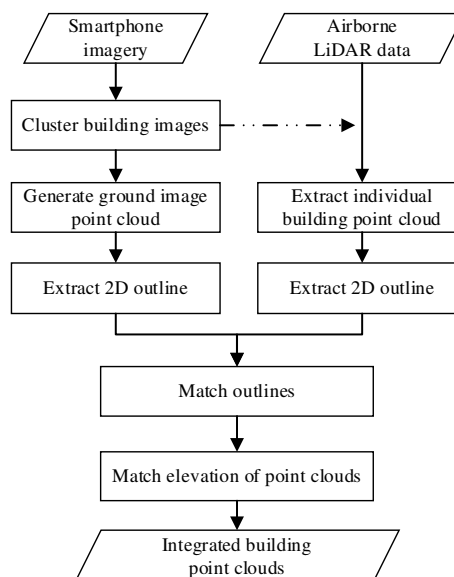 Smartphone
imagery
Airborne
LiDAR data
Cluster building images
Generate ground image
point cloud
Extract individual
building point cloud
Extract 2D outline
Extract 2D outline
Match outlines
Match elevation of point clouds
Integrated building
point clouds